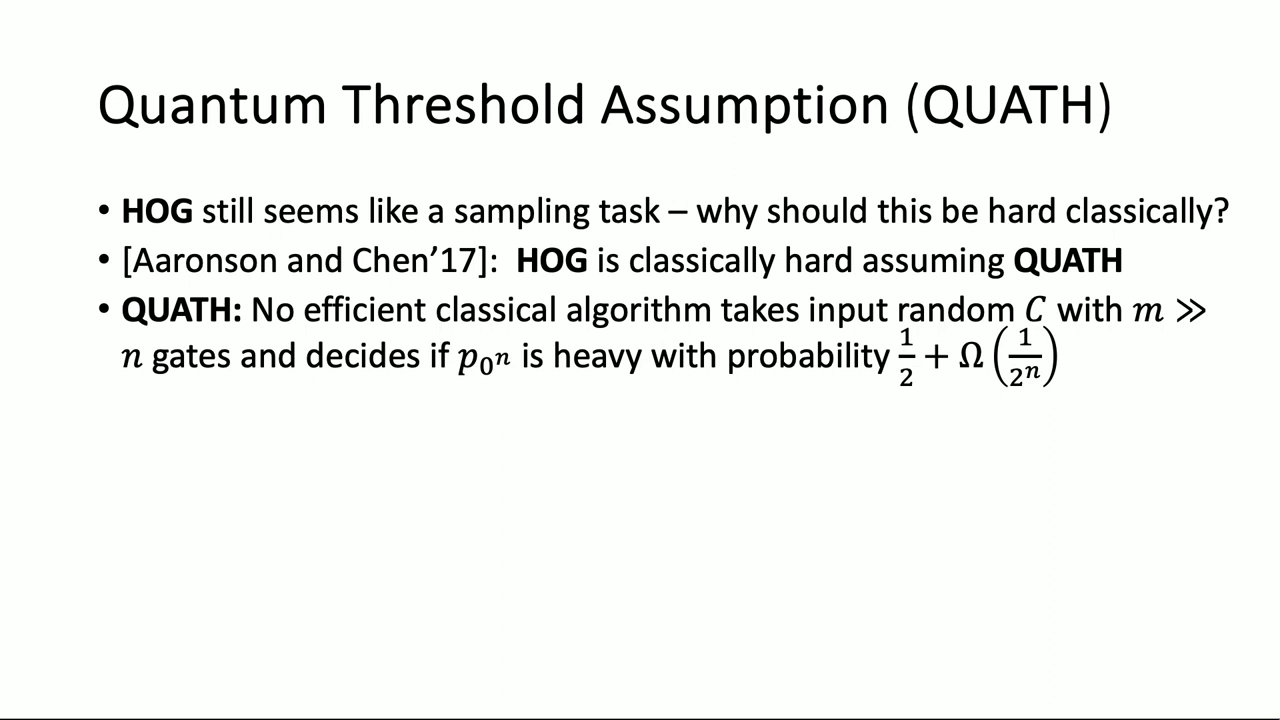 Quantum Threshold Assumption (QUATH)
• HOG still seems like a sampling task – why should this be hard classically?
• [Aaronson and Chen’17]: HOG is classically hard assuming QUATH
• QUATH: No efficient classical algorithm takes input random C with m ≫
n gates and decides if p_{0^n} is heavy with probability 1/2 + Ω(1/2^n)